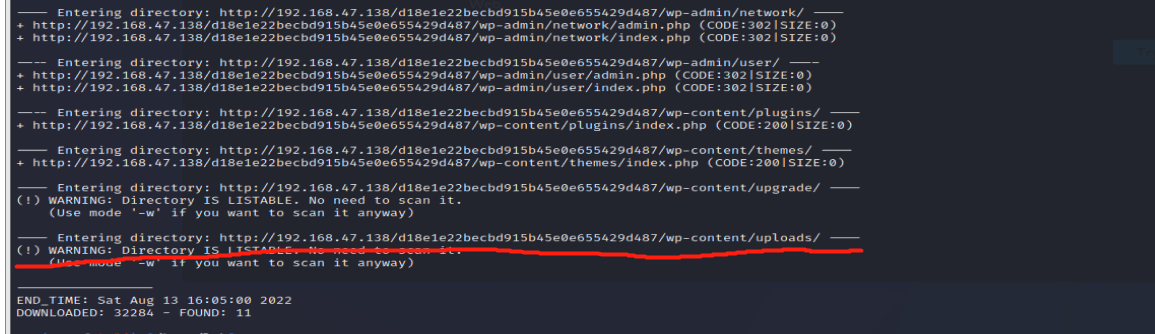 —— Entering directory: http://192.168.47.138/d18e1e22becbd915b45e0e655429d487/wp-admin/network/ ——
+ http://192.168.47.138/d18e1e22becbd915b45e0e655429d487/wp-admin/network/admin.php (CODE:302|SIZE:0)
+ http://192.168.47.138/d18e1e22becbd915b45e0e655429d487/wp-admin/network/index.php (CODE:302|SIZE:0)
—-— Entering directory: http://192.168.47.138/d18e1e22becbd915b45e0e655429d487/wp-admin/user/ —-—
+ http://192.168.47.138/d18e1e22becbd915b45e0e655429d487/wp-admin/user/admin.php (CODE:302|SIZE:0)
+ http://192.168.47.138/d18e1e22becbd915b45e0e655429d487/wp-admin/user/index.php (CODE:302|SIZE:0)
—-— Entering directory: http://192.168.47.138/d18e1e22becbd915b45e0e655429d487/wp-content/plugins/ ——
+ http://192.168.47.138/d18e1e22becbd915b45e0e655429d487/wp-content/plugins/index.php (CODE:200|SIZE:0)
—— Entering directory: http://192.168.47.138/d18e1e22becbd915b45e0e655429d487/wp-content/themes/ ——
+ http://192.168.47.138/d18e1e22becbd915b45e0e655429d487/wp-content/themes/index.php (CODE:200|SIZE:0)
—— Entering directory: http://192.168.47.138/d18e1e22becbd915b45e0e655429d487/wp-content/upgrade/ ——
(!) WARNING: Directory IS LISTABLE. No need to scan it.
(Use mode '-w' if you want to scan it anyway)
—— Entering directory: http://192.168.47.138/d18e1e22becbd915b45e0e655429d487/wp-content/uploads/ ——
(!) WARNING: Directory IS LISTABLE. No need to scan it.
(Use mode '-w' if you want to scan it anyway)
END_TIME: Sat Aug 13 16:05:00 2022
DOWNLOADED: 32284 - FOUND: 11